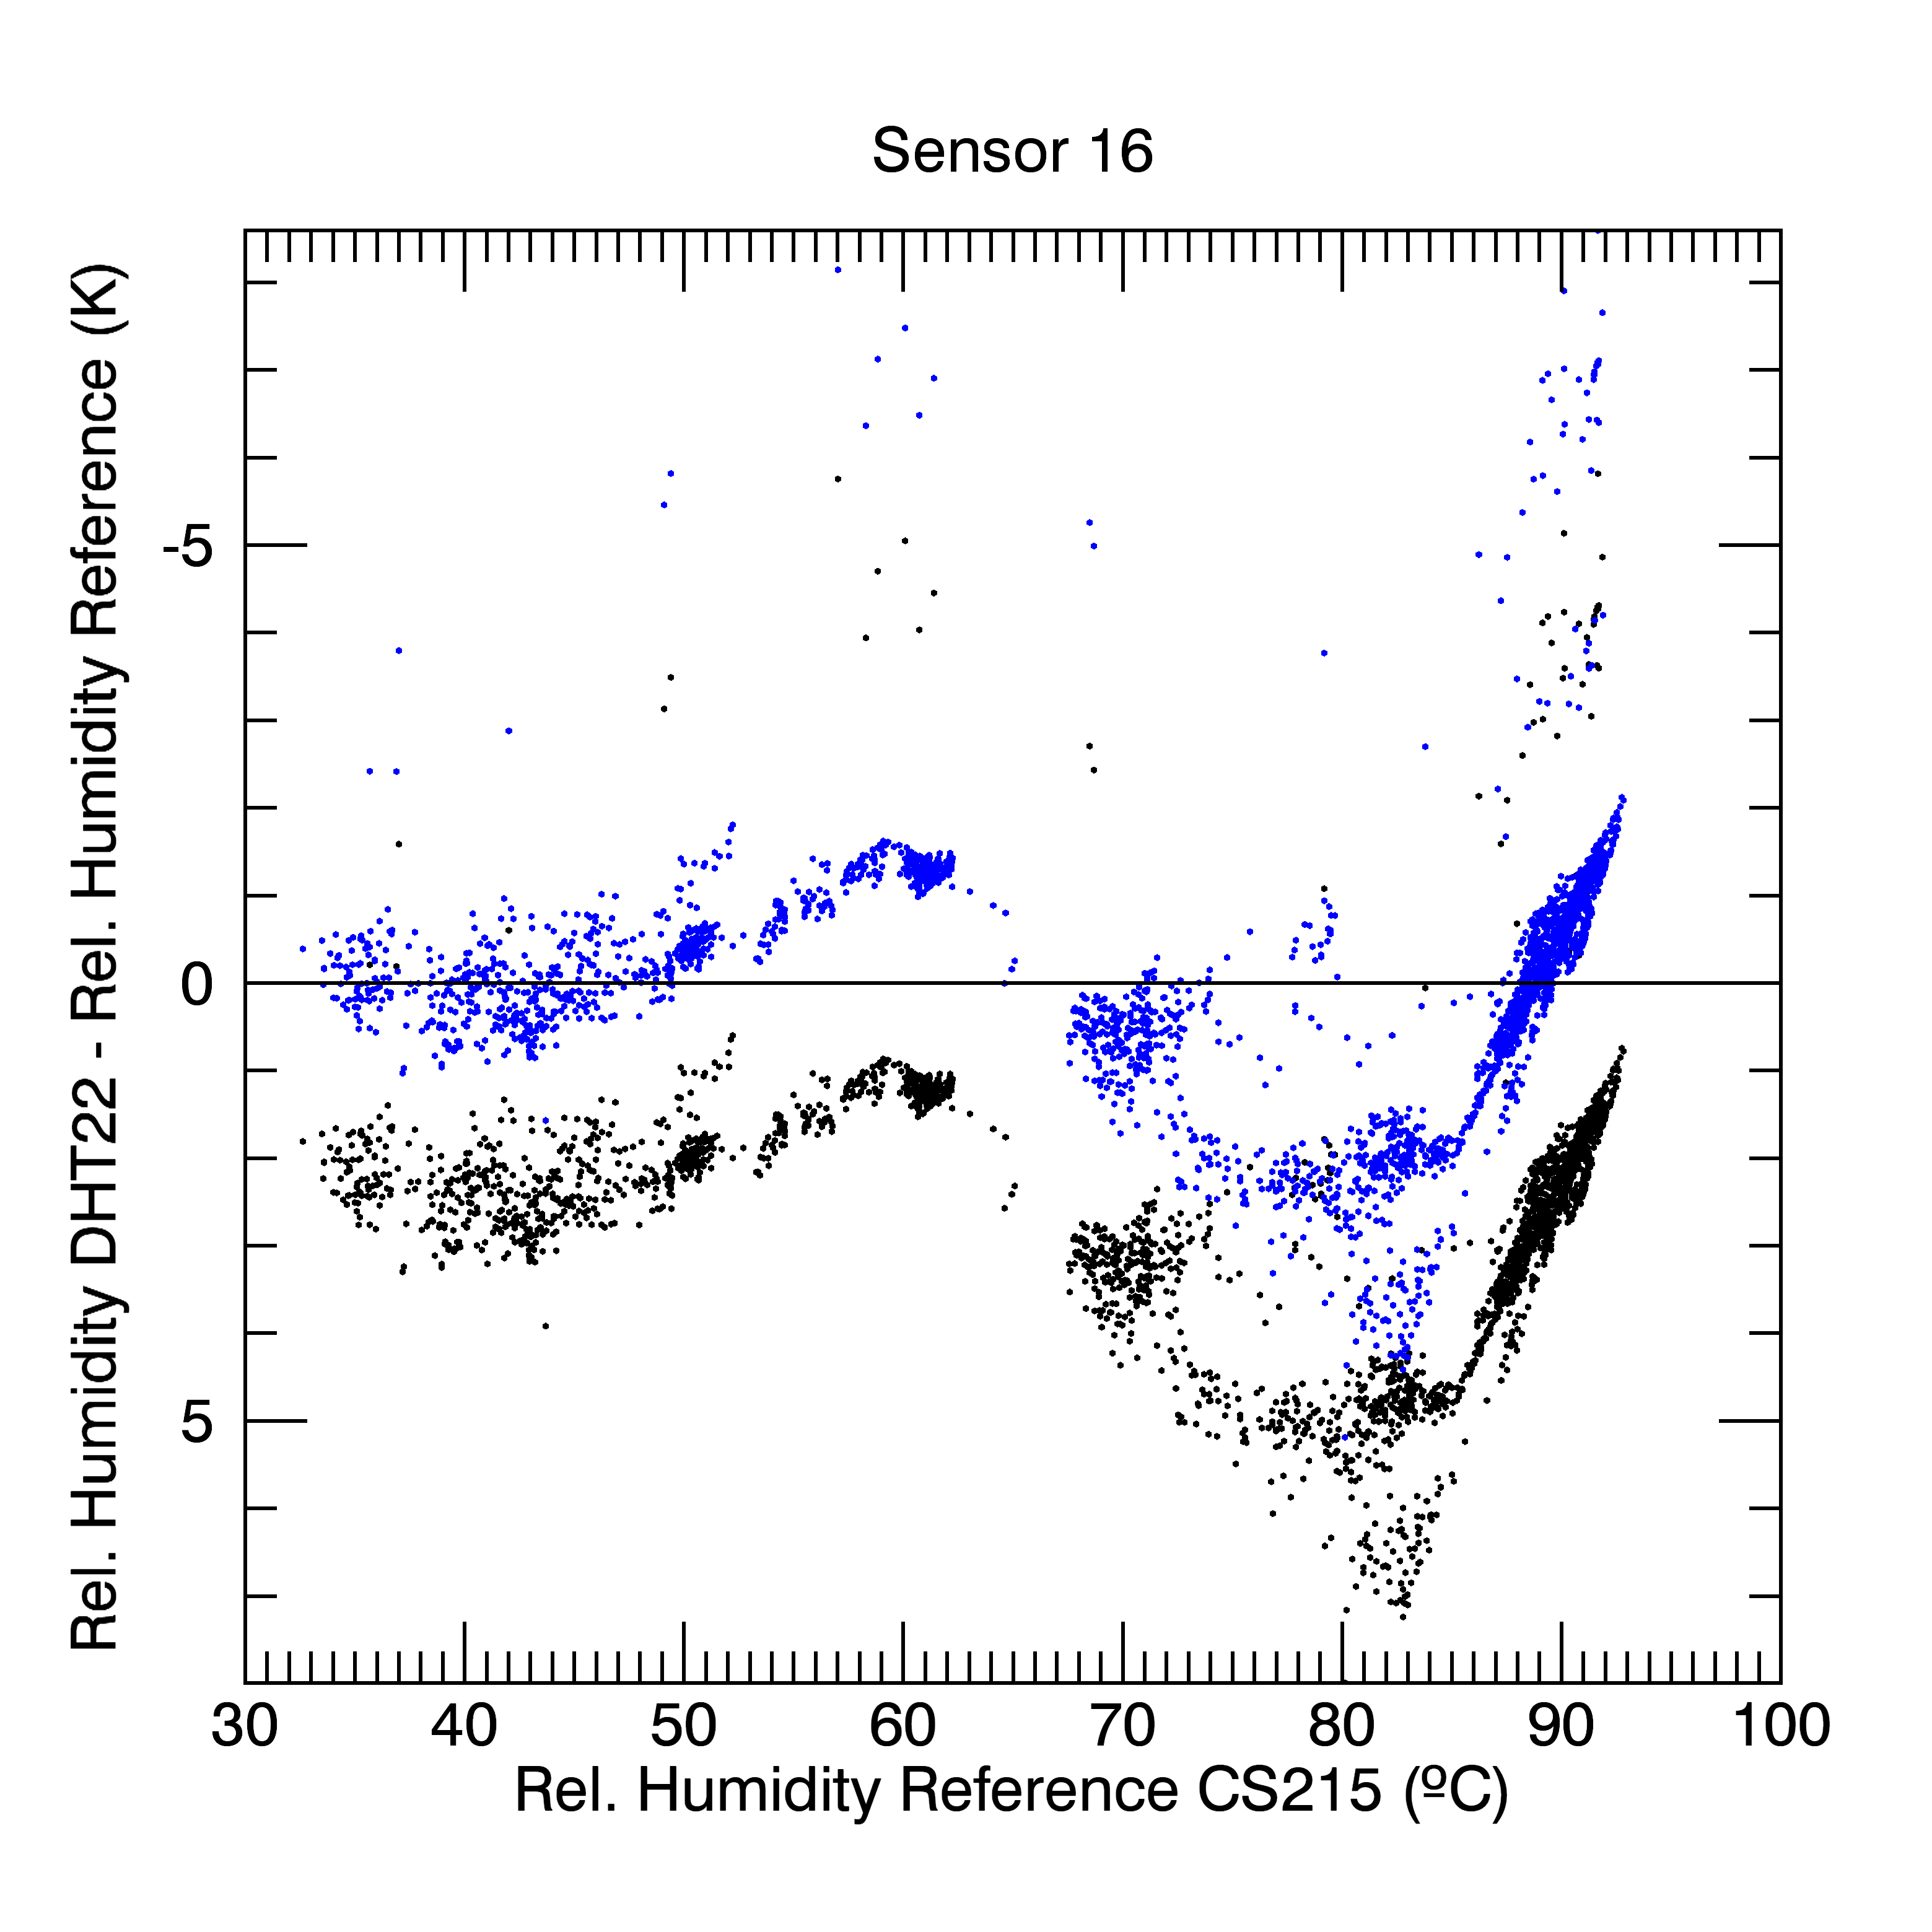 Sensor 16
Rel. Humidity DHT22 - Rel. Humidity Reference (K)
-5
0
5
30 40 50 60 70 80 90 100
Rel. Humidity Reference CS215 (ºC)